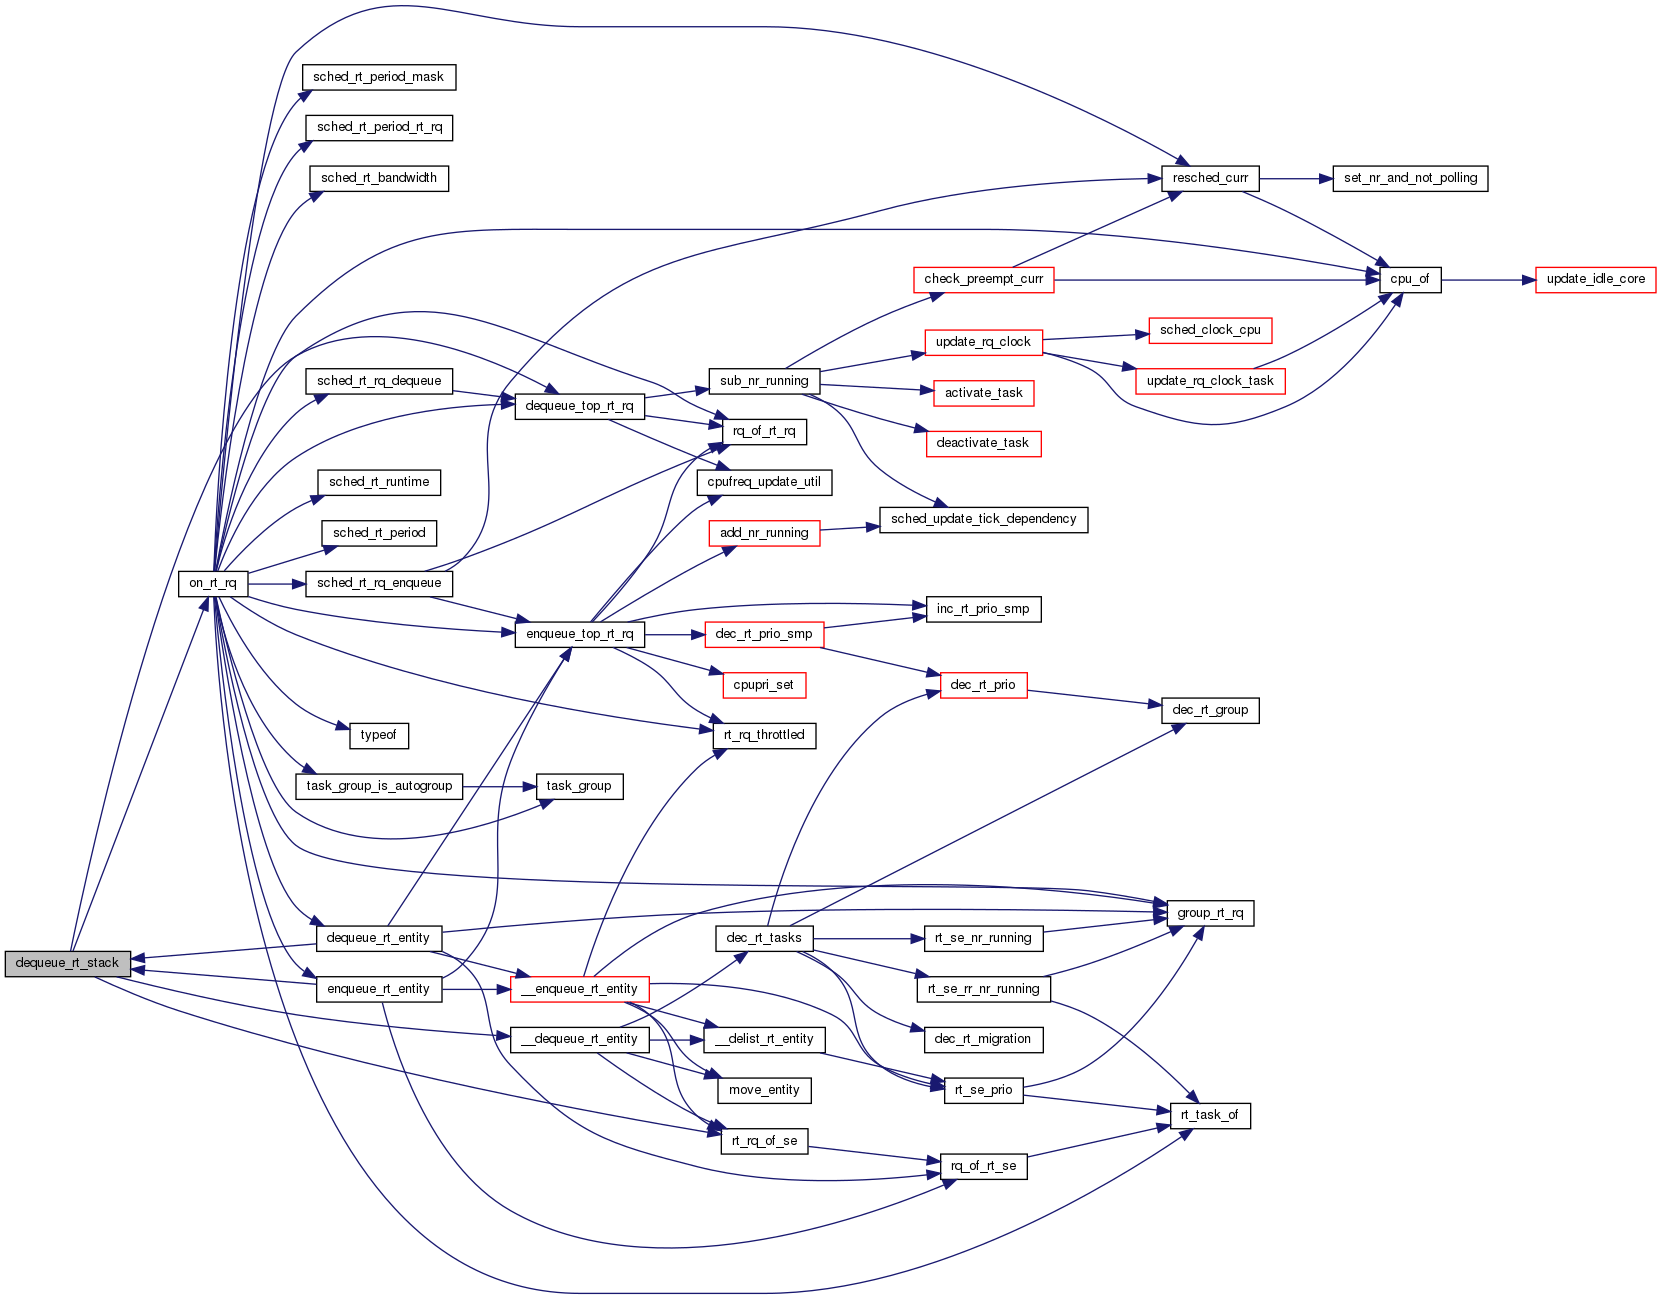 sched_rt_period_mask
sched_rt_period_rt_rq
sched_rt_bandwidth
resched_curr
set_nr_and_not_polling
check_preempt_curr
cpu_of
update_idle_core
sched_clock_cpu
update_rq_clock
update_rq_clock_task
sched_rt_rq_dequeue
sub_nr_running
activate_task
dequeue_top_rt_rq
rq_of_rt_rq
deactivate_task
sched_rt_runtime
cpufreq_update_util
sched_update_tick_dependency
sched_rt_period
add_nr_running
on_rt_rq
sched_rt_rq_enqueue
inc_rt_prio_smp
enqueue_top_rt_rq
dec_rt_prio_smp
cpupri_set
dec_rt_prio
dec_rt_group
typeof
rt_rq_throttled
task_group_is_autogroup
task_group
group_rt_rq
dequeue_rt_entity
dec_rt_tasks
rt_se_nr_running
dequeue_rt_stack
enqueue_rt_entity
__enqueue_rt_entity
rt_se_rr_nr_running
__dequeue_rt_entity
__delist_rt_entity
dec_rt_migration
move_entity
rt_se_prio
rt_task_of
rt_rq_of_se
rq_of_rt_se